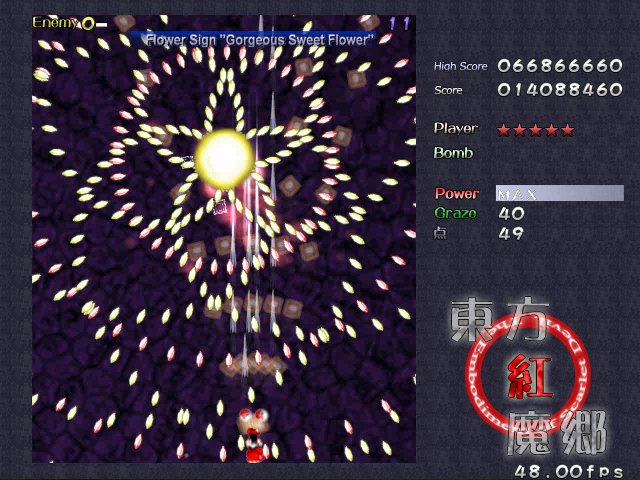 Enemy 11
Flower Sign "Gorgeous Sweet Flower"
High Score 066866660
Score 014088460
Player ★★★★★
Bomb
Power MAX
Graze 40
点 49
東方
紅
魔郷
the Embodiment of Scarlet Devil
48.00fps